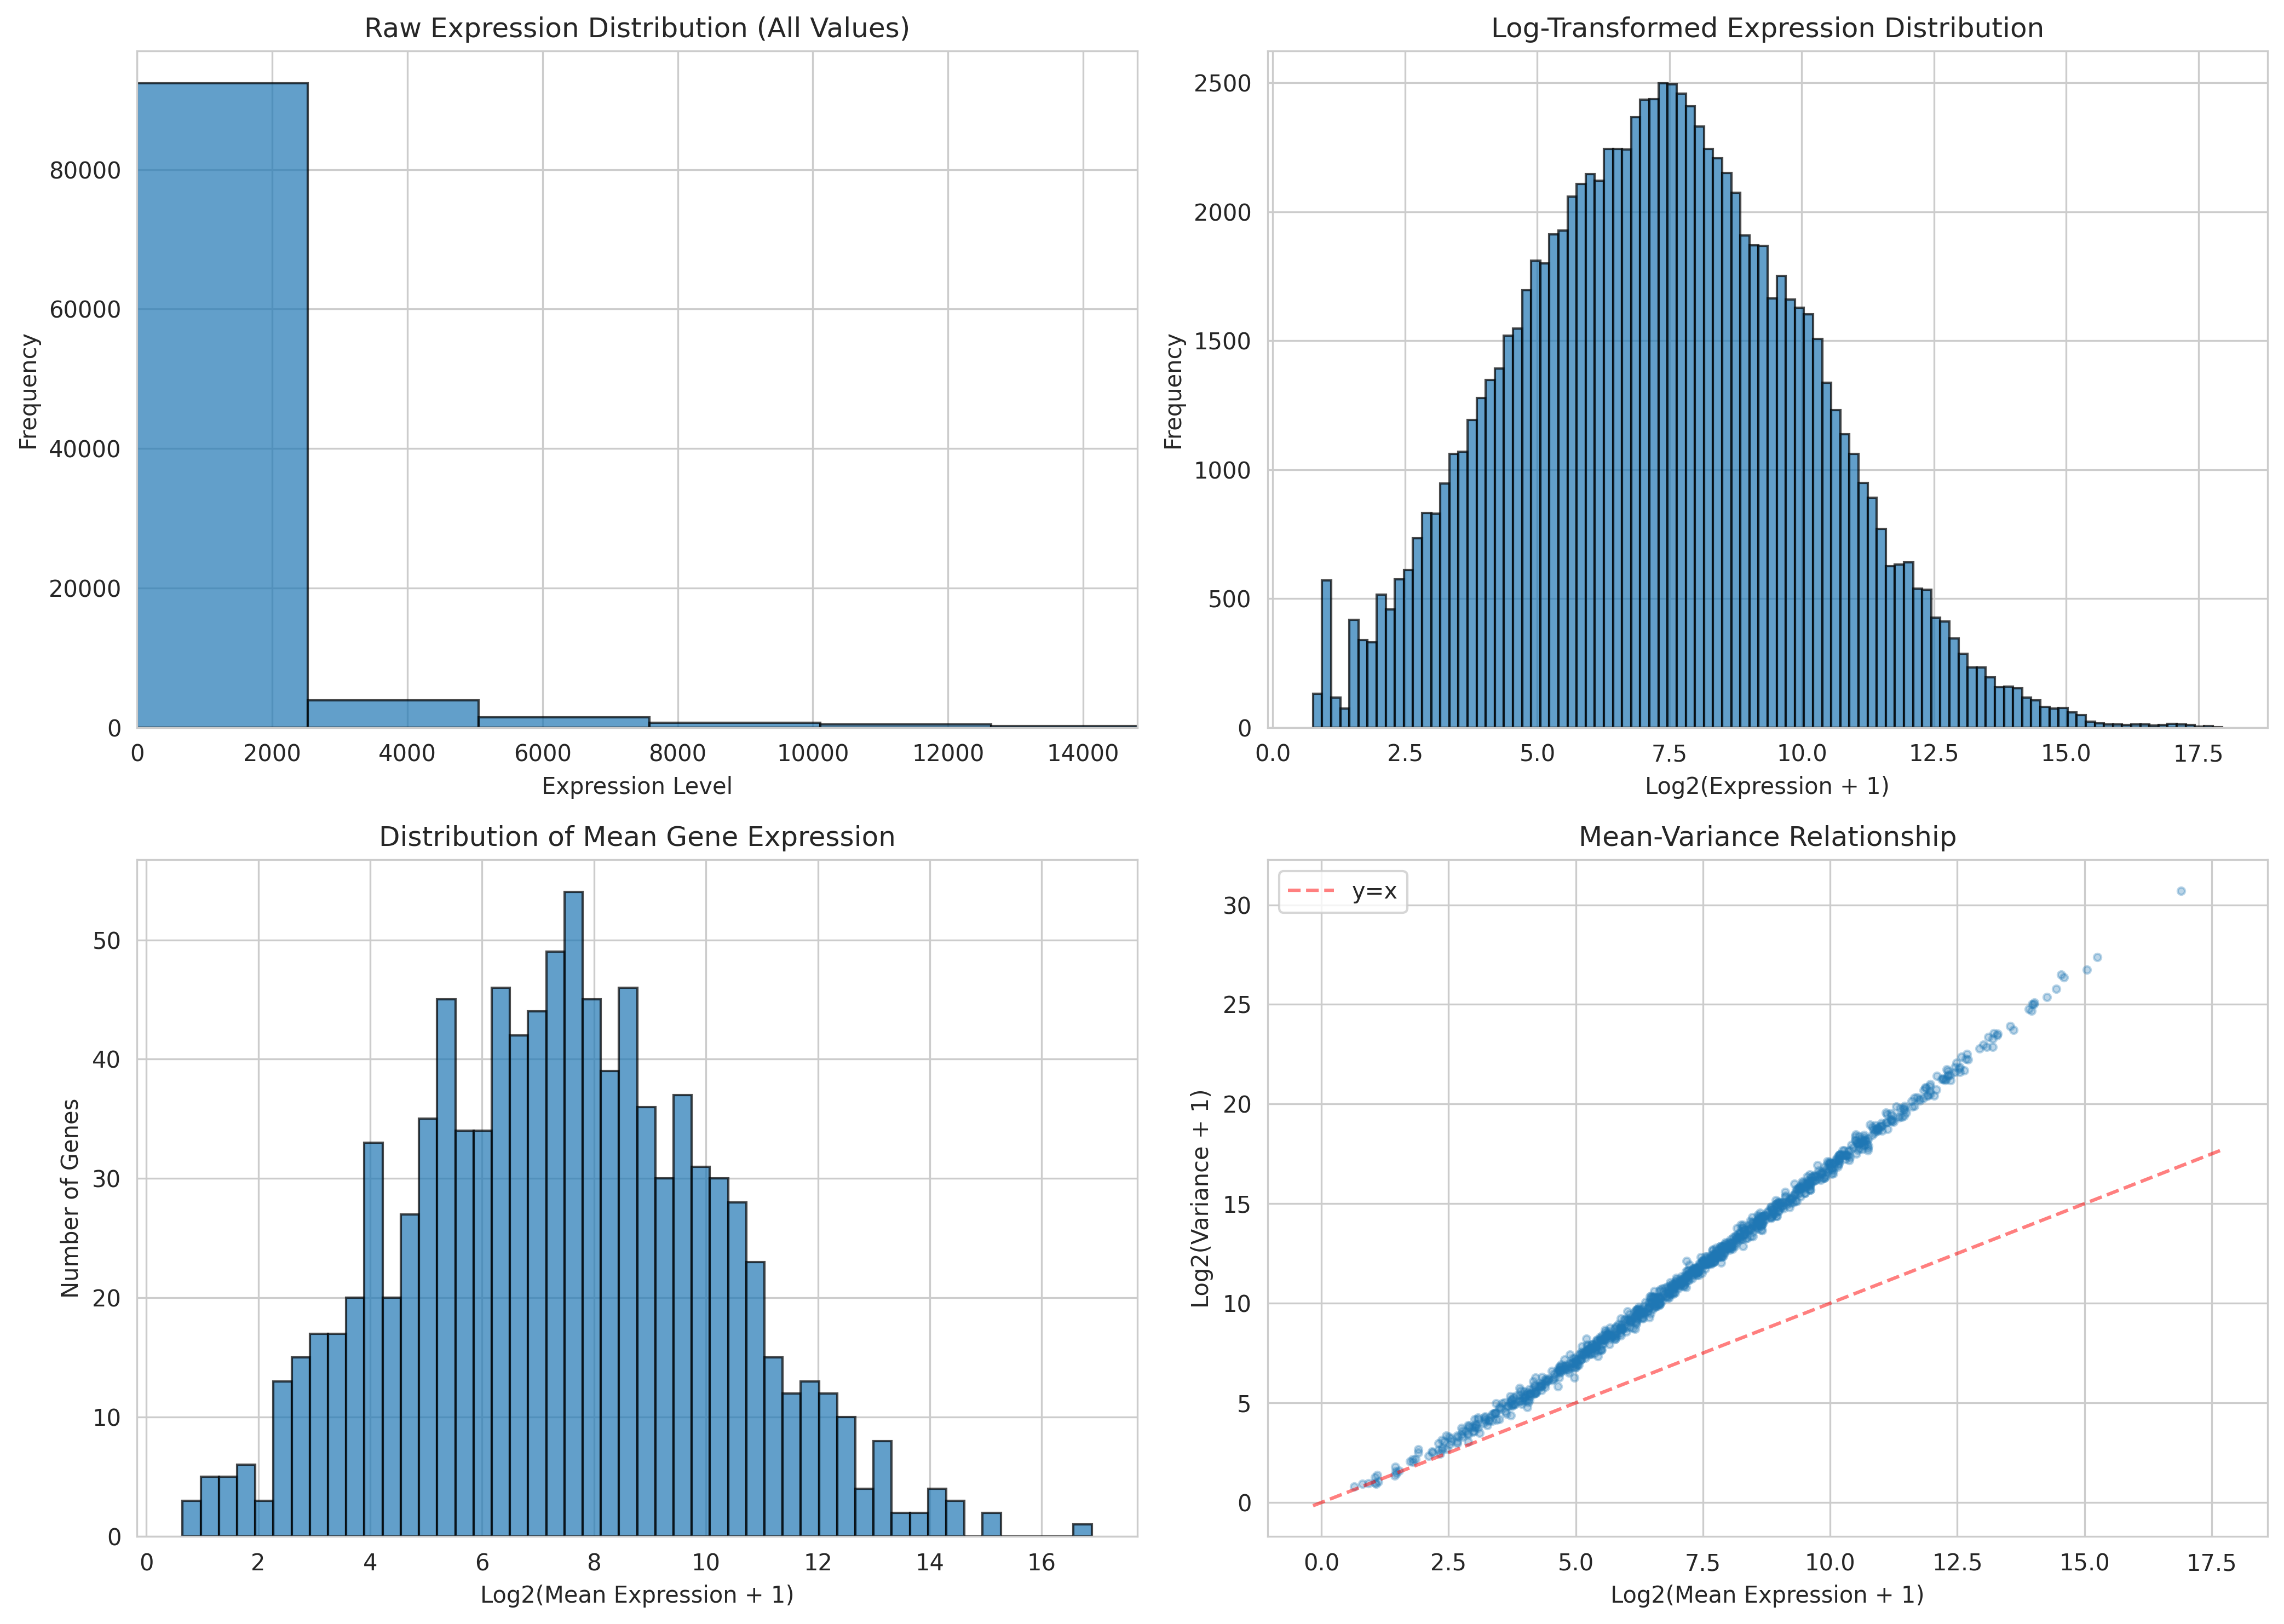 Raw Expression Distribution (All Values)
Frequency
80000
60000
40000
20000
0
0 2000 4000 6000 8000 10000 12000 14000
Expression Level
Log-Transformed Expression Distribution
Frequency
2500
2000
1500
1000
500
0
0.0 2.5 5.0 7.5 10.0 12.5 15.0 17.5
Log2(Expression + 1)
Distribution of Mean Gene Expression
Number of Genes
50
40
30
20
10
0
0 2 4 6 8 10 12 14 16
Log2(Mean Expression + 1)
Mean-Variance Relationship
y=x
Log2(Variance + 1)
30
25
20
15
10
5
0
0.0 2.5 5.0 7.5 10.0 12.5 15.0 17.5
Log2(Mean Expression + 1)